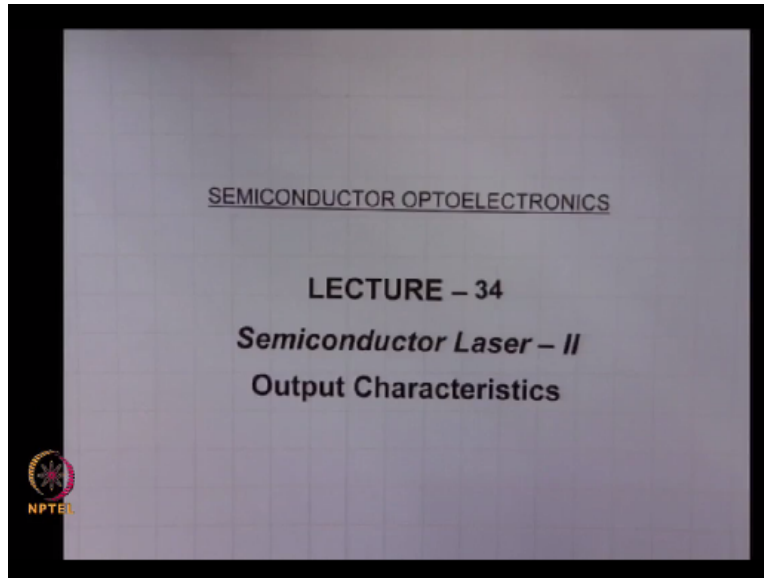 SEMICONDUCTOR OPTOELECTRONICS
LECTURE – 34
Semiconductor Laser – II
Output Characteristics
NPTEL